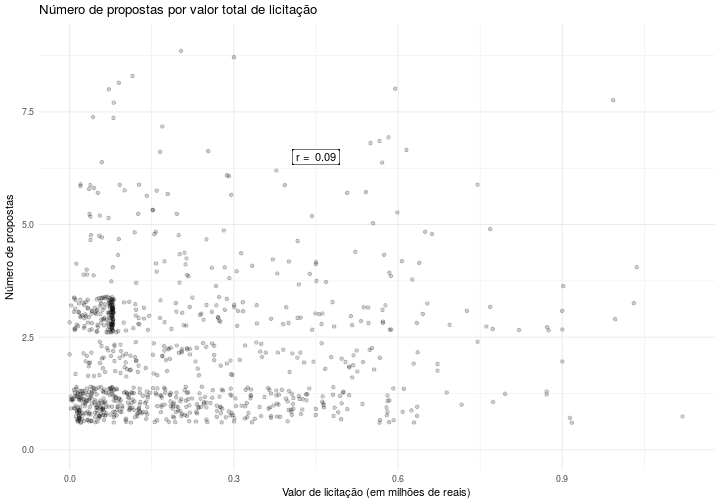 Número de propostas por valor total de licitação
Número de propostas
7.5
5.0
2.5
0.0
r = 0.09
0.0
0.3
0.6
0.9
Valor de licitação (em milhões de reais)